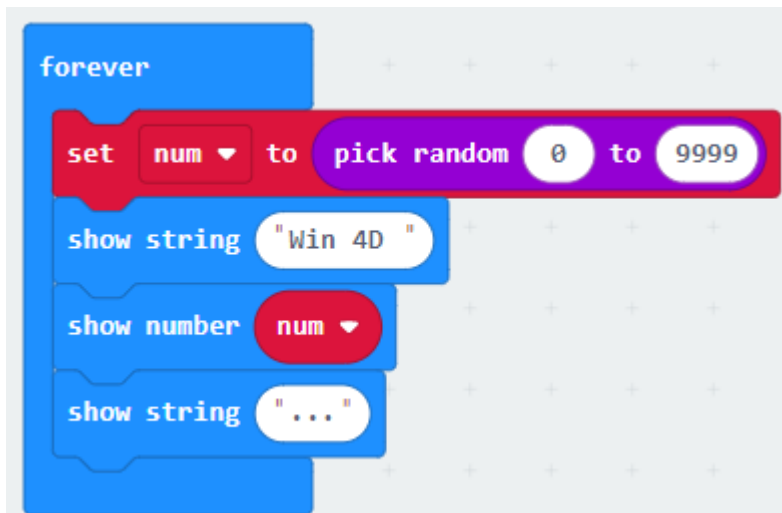 forever
set num to pick random 0 to 9999
show string "Win 4D "
show number num
show string "..."